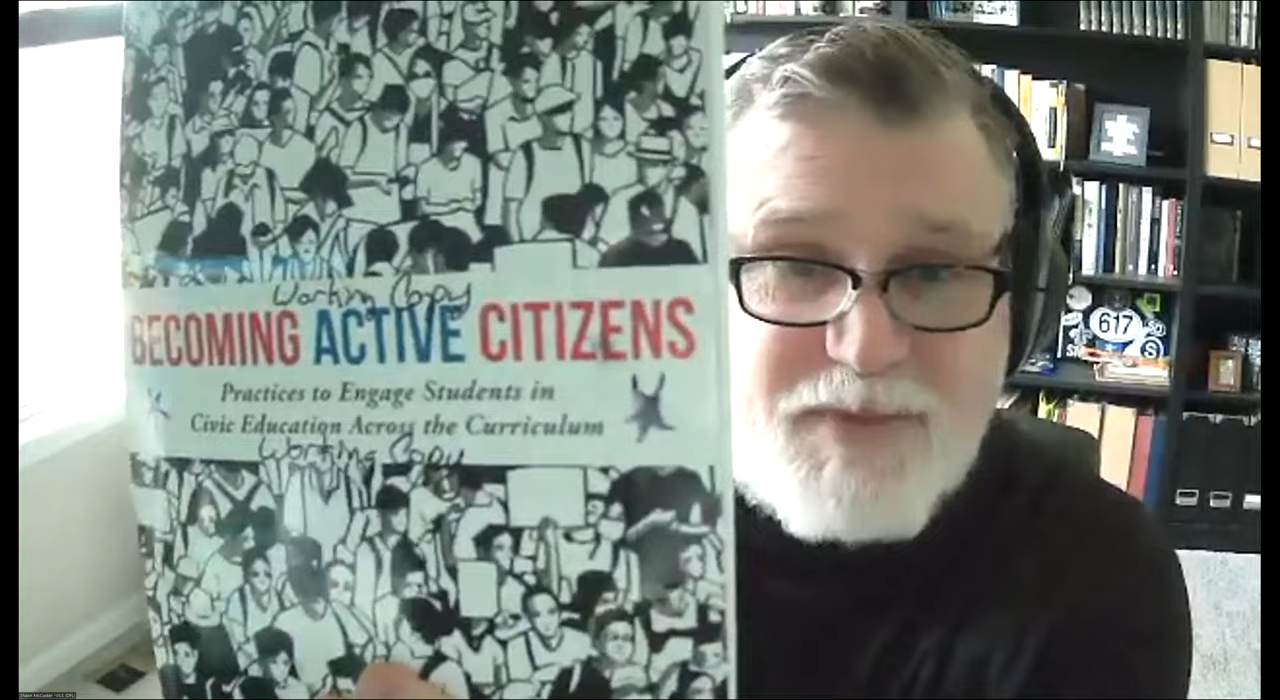 Working Copy
BECOMING ACTIVE CITIZENS
Practices to Engage Students in
Civic Education Across the Curriculum
Working Copy
617
S